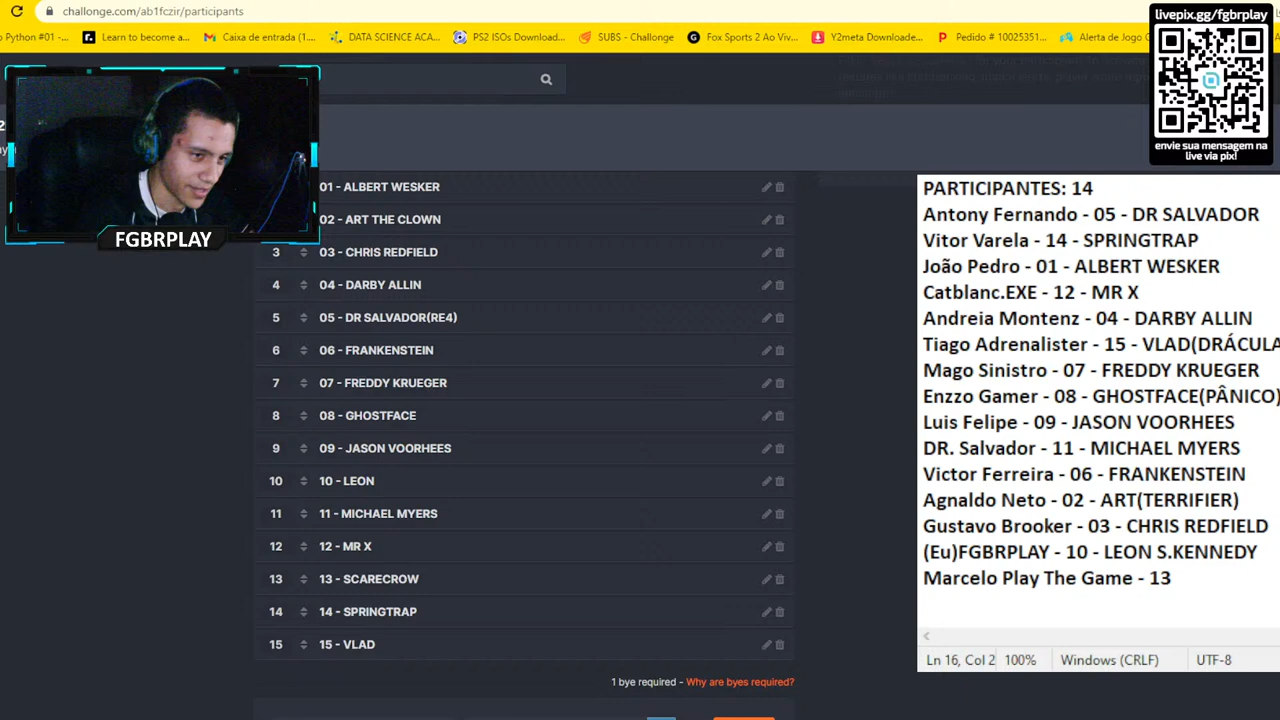 challonge.com/ab1fczir/participants
o Python #01 -...
Learn to become a...
Caixa de entrada (1....
DATA SCIENCE ACA...
PS2 ISOs Download...
SUBS - Challonge
Fox Sports 2 Ao Viv...
Y2meta Downloade...
Pedido # 10025351...
Alerta de Jogo G
livepix.gg/fgbrplay
envie sua mensagem na
live via pix!
FGBRPLAY
01 - ALBERT WESKER
02 - ART THE CLOWN
3 03 - CHRIS REDFIELD
4 04 - DARBY ALLIN
5 05 - DR SALVADOR(RE4)
6 06 - FRANKENSTEIN
7 07 - FREDDY KRUEGER
8 08 - GHOSTFACE
9 09 - JASON VOORHEES
10 10 - LEON
11 11 - MICHAEL MYERS
12 12 - MR X
13 13 - SCARECROW
14 14 - SPRINGTRAP
15 15 - VLAD
1 bye required - Why are byes required?
PARTICIPANTES: 14
Antony Fernando - 05 - DR SALVADOR
Vitor Varela - 14 - SPRINGTRAP
João Pedro - 01 - ALBERT WESKER
Catblanc.EXE - 12 - MR X
Andreia Montenz - 04 - DARBY ALLIN
Tiago Adrenalister - 15 - VLAD(DRÁCULA
Mago Sinistro - 07 - FREDDY KRUEGER
Enzzo Gamer - 08 - GHOSTFACE(PÂNICO)
Luis Felipe - 09 - JASON VOORHEES
DR. Salvador - 11 - MICHAEL MYERS
Victor Ferreira - 06 - FRANKENSTEIN
Agnaldo Neto - 02 - ART(TERRIFIER)
Gustavo Brooker - 03 - CHRIS REDFIELD
(Eu)FGBRPLAY - 10 - LEON S.KENNEDY
Marcelo Play The Game - 13
Ln 16, Col 2 100% Windows (CRLF) UTF-8